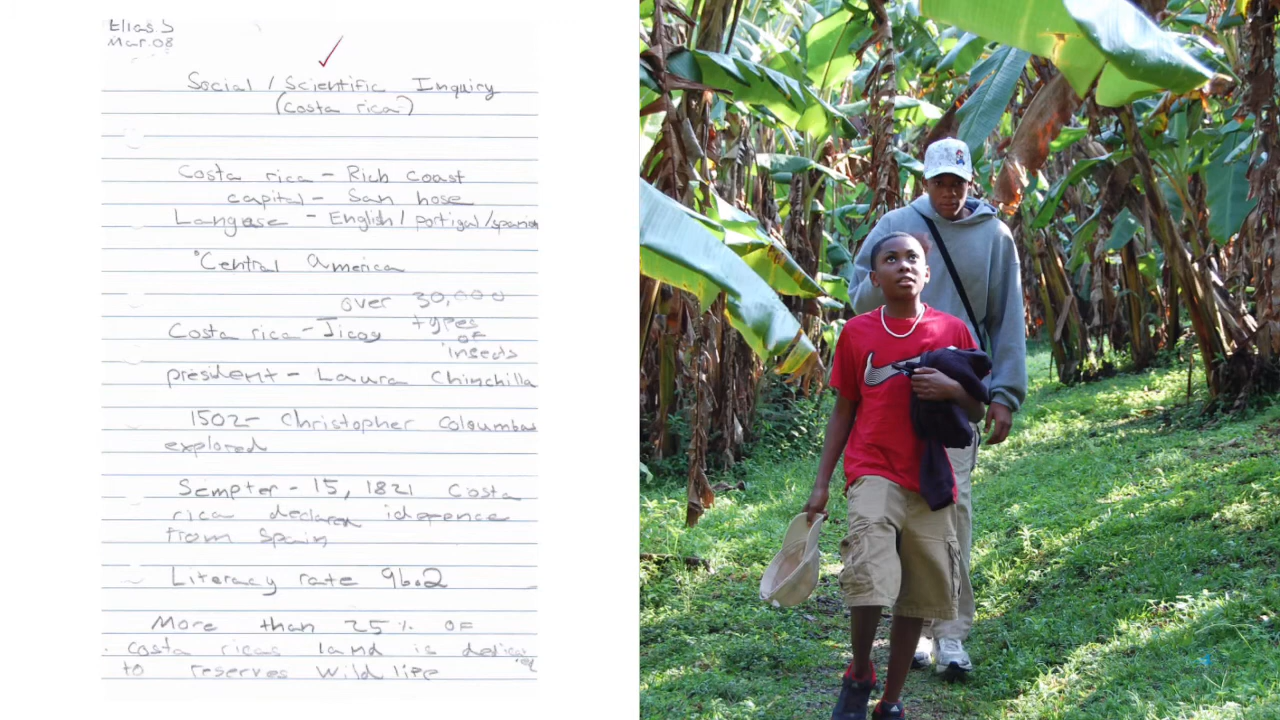 Elias S
Mar.08
Social / Scientific Inquiry
(Costa rica)
Costa rica - Rich coast
capital - San hose
Langase - English / portigal /spanish
Central america
over 30,000
Costa rica - Jicoy types
of
insects
president - Laura Chinchilla
1502 - Christopher Coloumbas
explored
Sempter - 15, 1821 Costa
rica declaren idepence
from Spain
Literacy rate 96.2
More than 25% OF
costa ricas land is
to reserves wild life